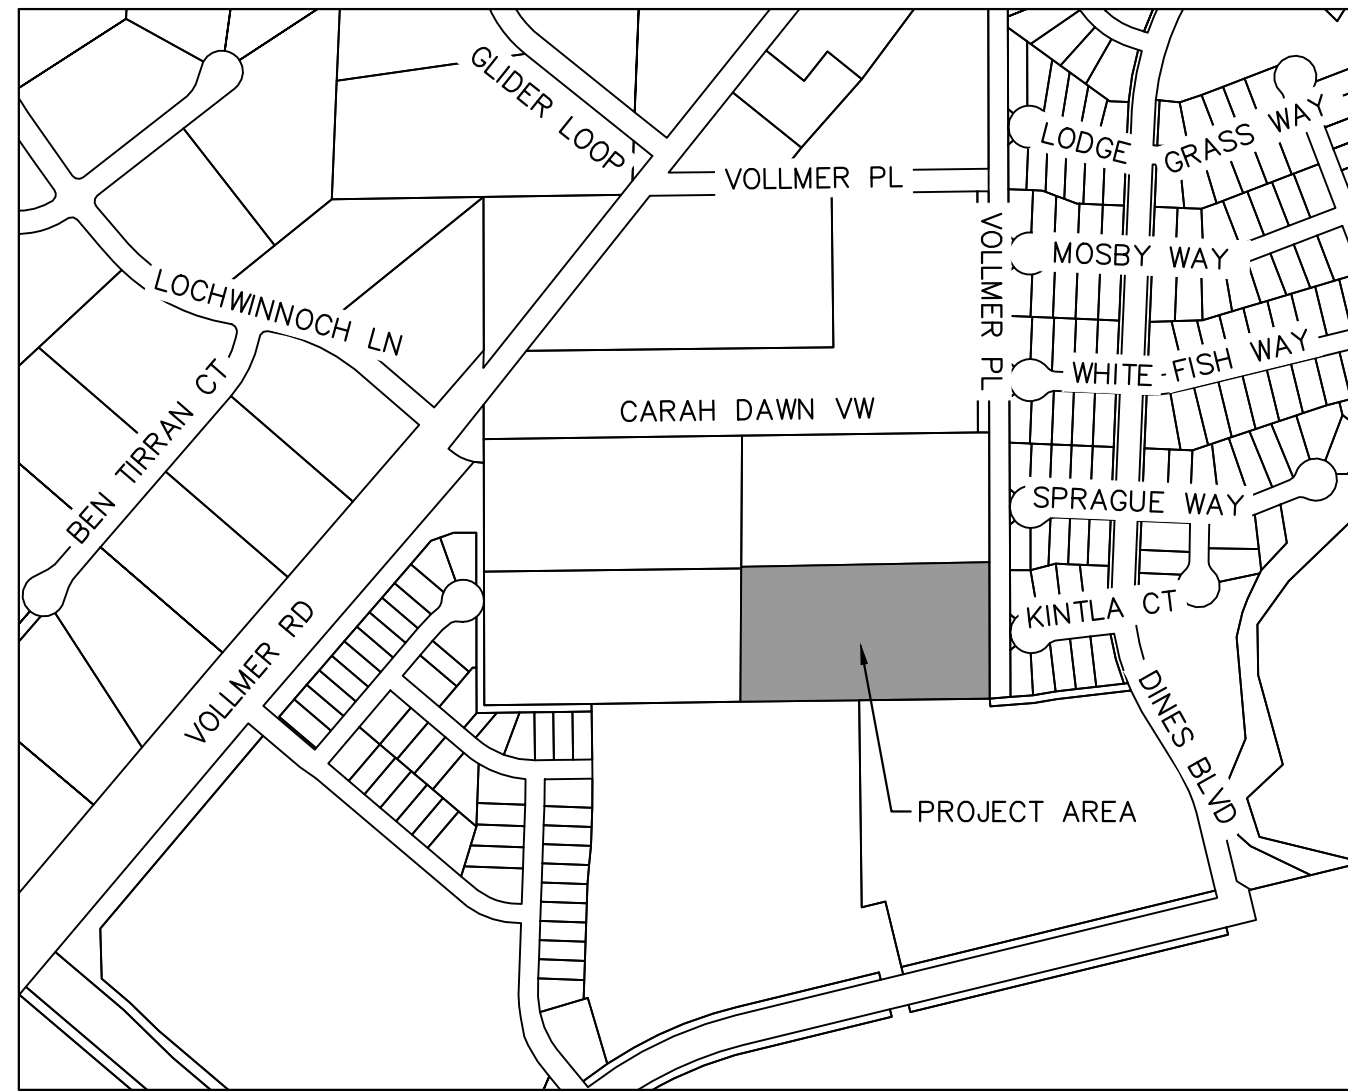 GLIDER LOOP
LODGE GRASS WAY
VOLLMER PL
VOLLMER PL
MOSBY WAY
LOCHWINNOCH LN
WHITE-FISH WAY
BEN TIRRAN CT
CARAH DAWN VW
SPRAGUE WAY
KINTLA CT
VOLLMER RD
DINES BLVD
PROJECT AREA